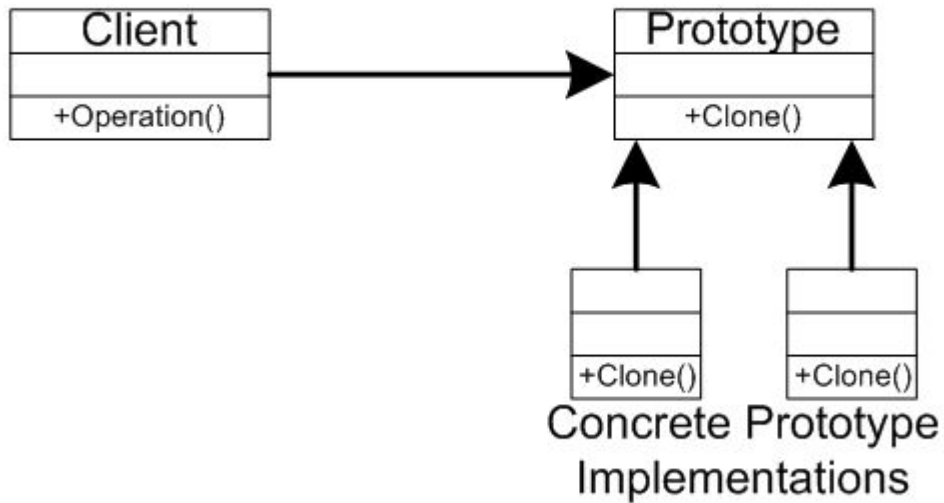 Client
+Operation()
Prototype
+Clone()
+Clone()
+Clone()
Concrete Prototype
Implementations